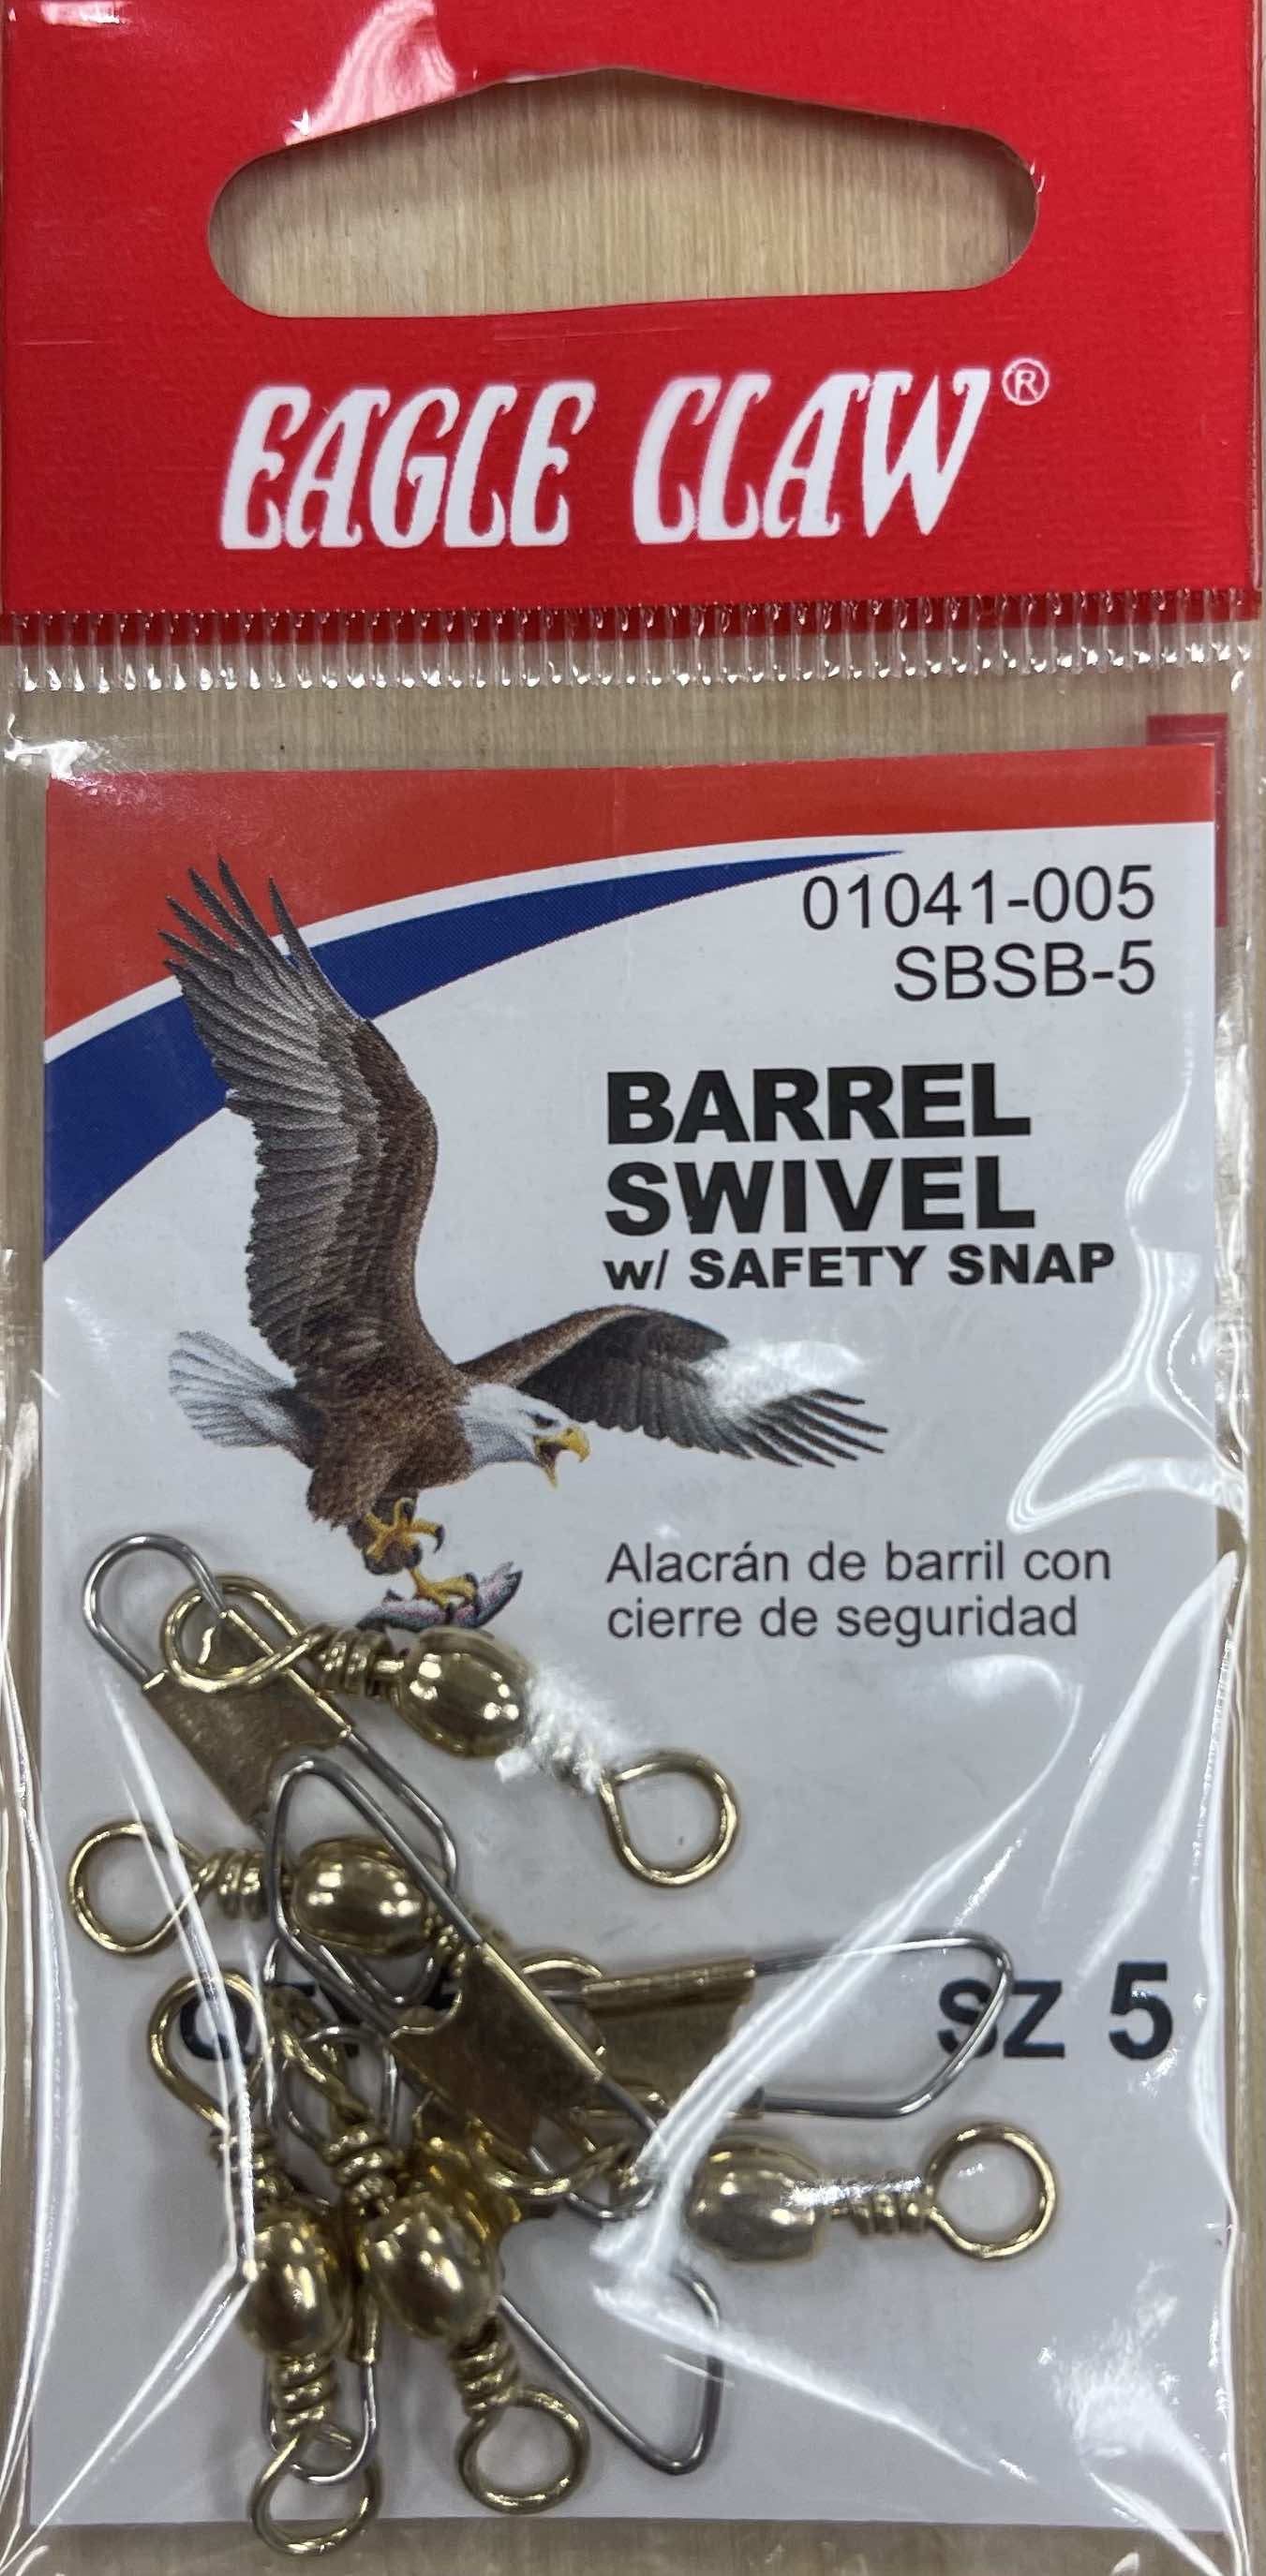 EAGLE CLAW®
01041-005
SBSB-5
BARREL
SWIVEL
w/ SAFETY SNAP
Alacrán de barril con
cierre de seguridad
SZ 5